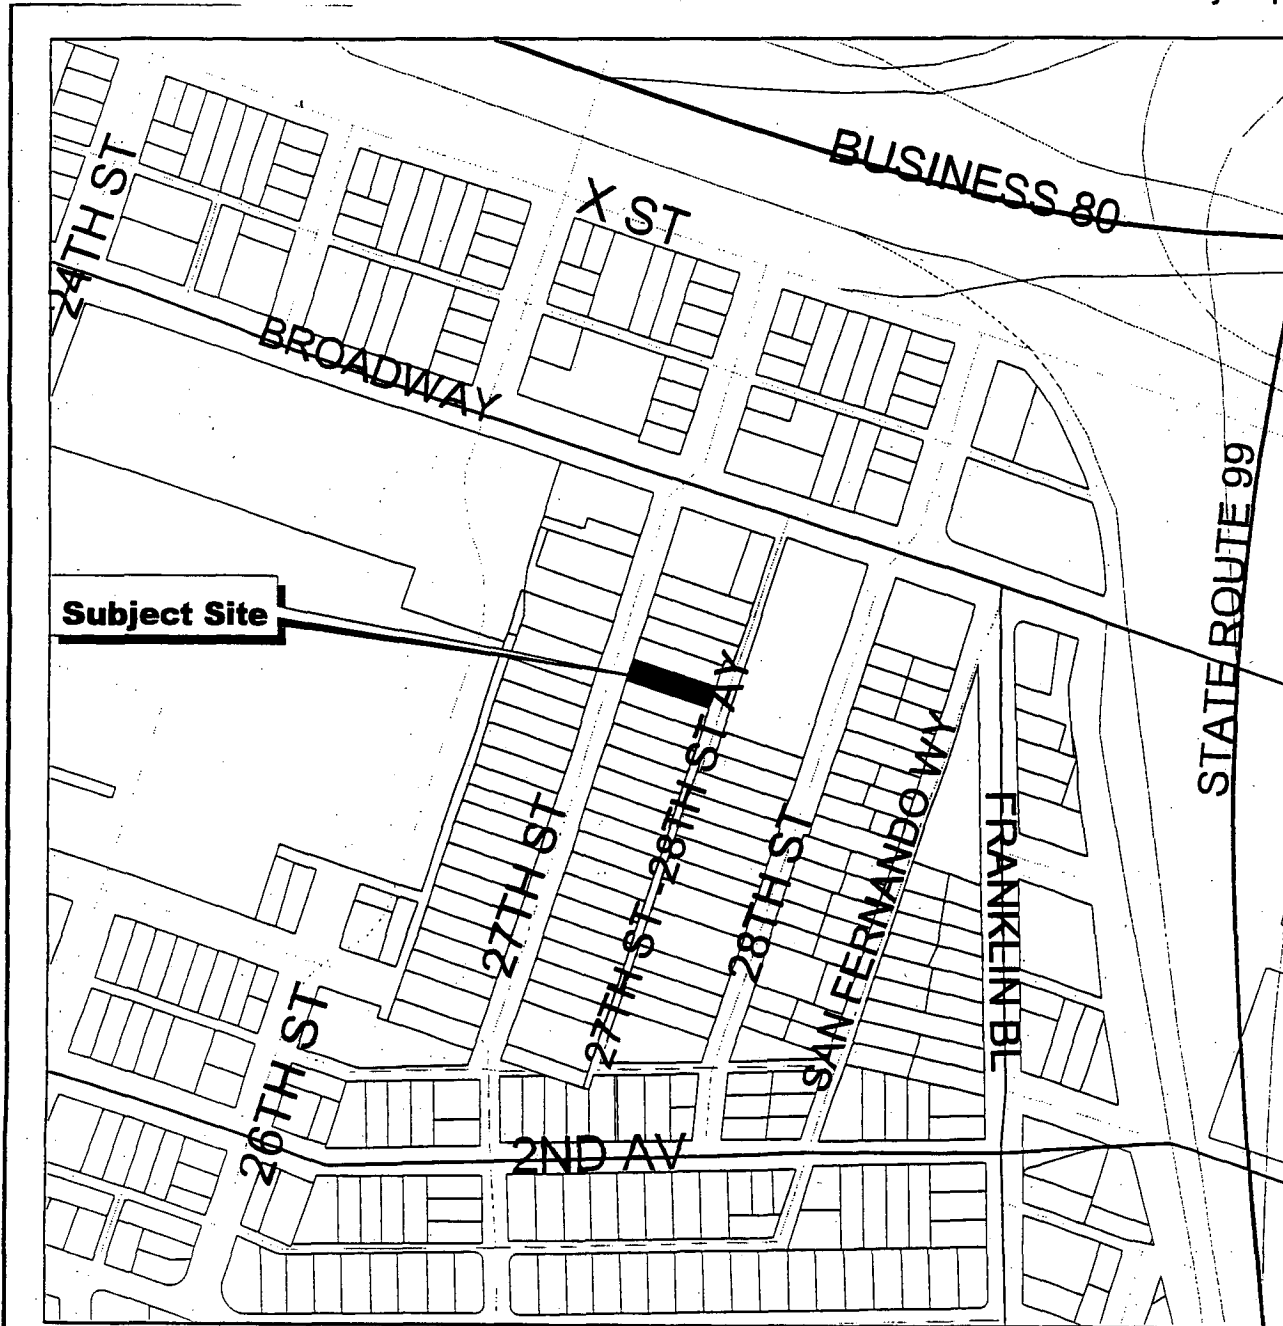 BUSINESS 80
X ST
24TH ST
BROADWAY
STATE ROUTE 99
Subject Site
27TH ST
27TH ST -28TH ST AY
28TH ST
SAN FERNANDO WY
FRANKLIN BL
26TH ST
2ND AV